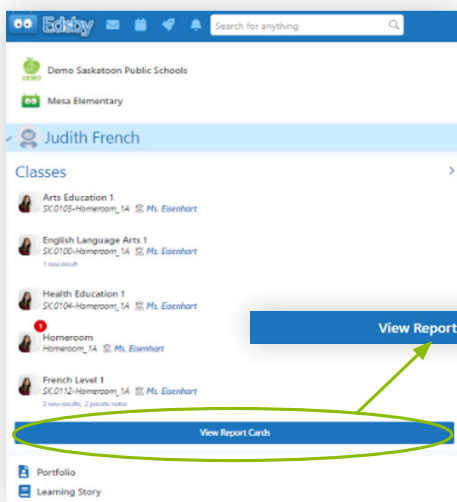 Edsby Search for anything
Demo Saskatoon Public Schools
DEMO
Mesa Elementary
Judith French
Classes
Arts Education 1
SK.0105-Homeroom_1A Ms. Eisenhart
English Language Arts 1
SK.0100-Homeroom_1A Ms. Eisenhart
1 new result
Health Education 1
SK.0104-Homeroom_1A Ms. Eisenhart
1
Homeroom
Homeroom_1A Ms. Eisenhart
View Report
French Level 1
SK.0112-Homeroom_1A Ms. Eisenhart
2 new results, 2 private notes
View Report Cards
Portfolio
Learning Story